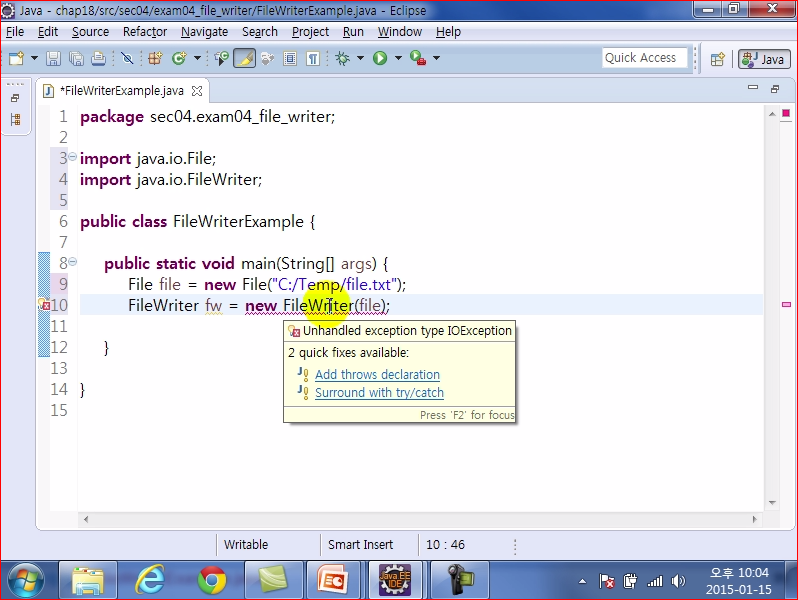 Java - chap18/src/sec04/exam04_file_writer/FileWriterExample.java - Eclipse
File Edit Source Refactor Navigate Search Project Run Window Help
Quick Access
Java
*FileWriterExample.java
1 package sec04.exam04_file_writer;
2
3 import java.io.File;
4 import java.io.FileWriter;
5
6 public class FileWriterExample {
7
8 public static void main(String[] args) {
9 File file = new File("C:/Temp/file.txt");
10 FileWriter fw = new FileWriter(file);
11
12 }
13
14 }
15
Unhandled exception type IOException
2 quick fixes available:
Add throws declaration
Surround with try/catch
Press 'F2' for focus
Writable Smart Insert 10 : 46
Java EE
IDE
오후 10:04
2015-01-15